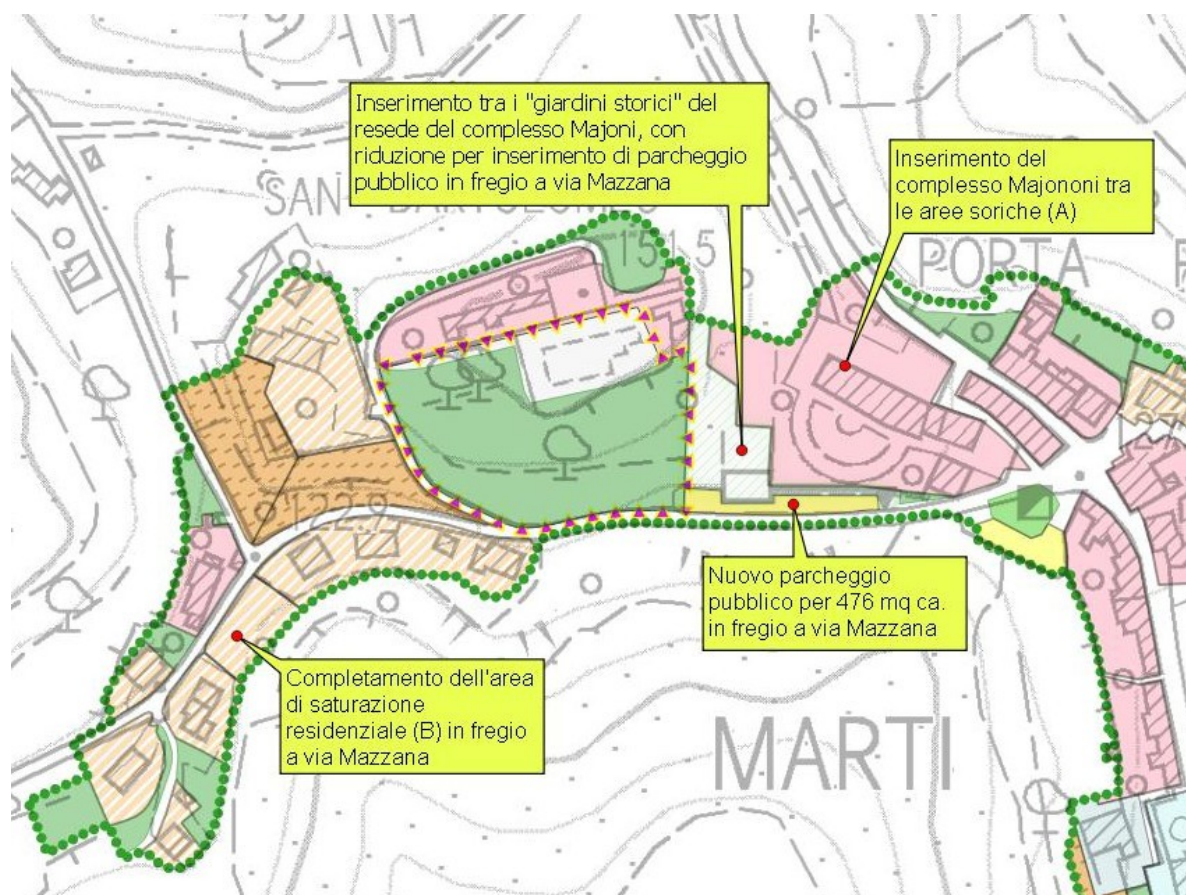 Inserimento tra i "giardini storici" del
resede del complesso Majoni, con
riduzione per inserimento di parcheggio
pubblico in fregio a via Mazzana
Inserimento del
complesso Majononi tra
le aree soriche (A)
SAN BARTOLOMEO
151.5
PORTA
122.9
Nuovo parcheggio
pubblico per 476 mq ca.
in fregio a via Mazzana
Completamento dell'area
di saturazione
residenziale (B) in fregio
a via Mazzana
MARTI